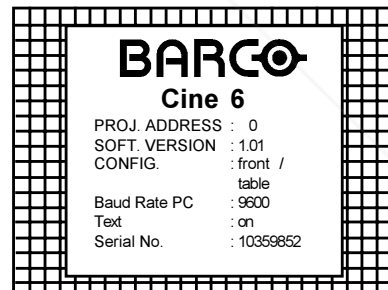 BARCO
Cine 6
PROJ. ADDRESS : 0
SOFT. VERSION : 1.01
CONFIG. : front /
table
Baud Rate PC : 9600
Text : on
Serial No. : 10359852